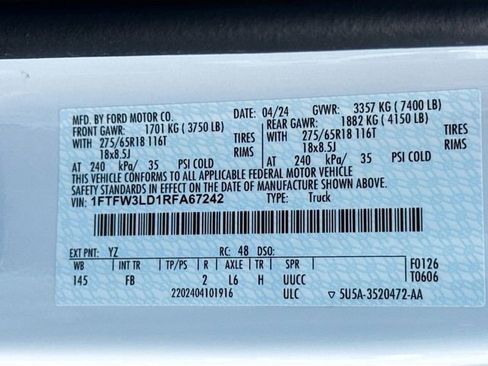 MFD. BY FORD MOTOR CO. 04/24 GVWR: 3357 KG ( 7400 LB)
FRONT GAWR: 1701 KG ( 3750 LB) REAR GAWR: 1882 KG ( 4150 LB)
WITH 275/65R18 116T TIRES WITH 275/65R18 116T TIRES
18x8.5J RIMS 18x8.5J RIMS
AT 240 kPa/ 35 PSI COLD AT 240 kPa/ 35 PSI COLD
THIS VEHICLE CONFORMS TO ALL APPLICABLE FEDERAL MOTOR VEHICLE
SAFETY AND THEFT PREVENTION STANDARDS IN EFFECT ON THE DATE OF MANUFACTURE SHOWN ABOVE.
VIN: 1FTFW3LD1RFA67242 TYPE: Truck
EXT PNT: YZ RC: 48 DSO:
WB INT TR TP/PS R AXLE TR SPR F0126
145 FB 2 L6 H UUCC T0606
2202404101916 ULC ▽ 5U5A-3520472-AA